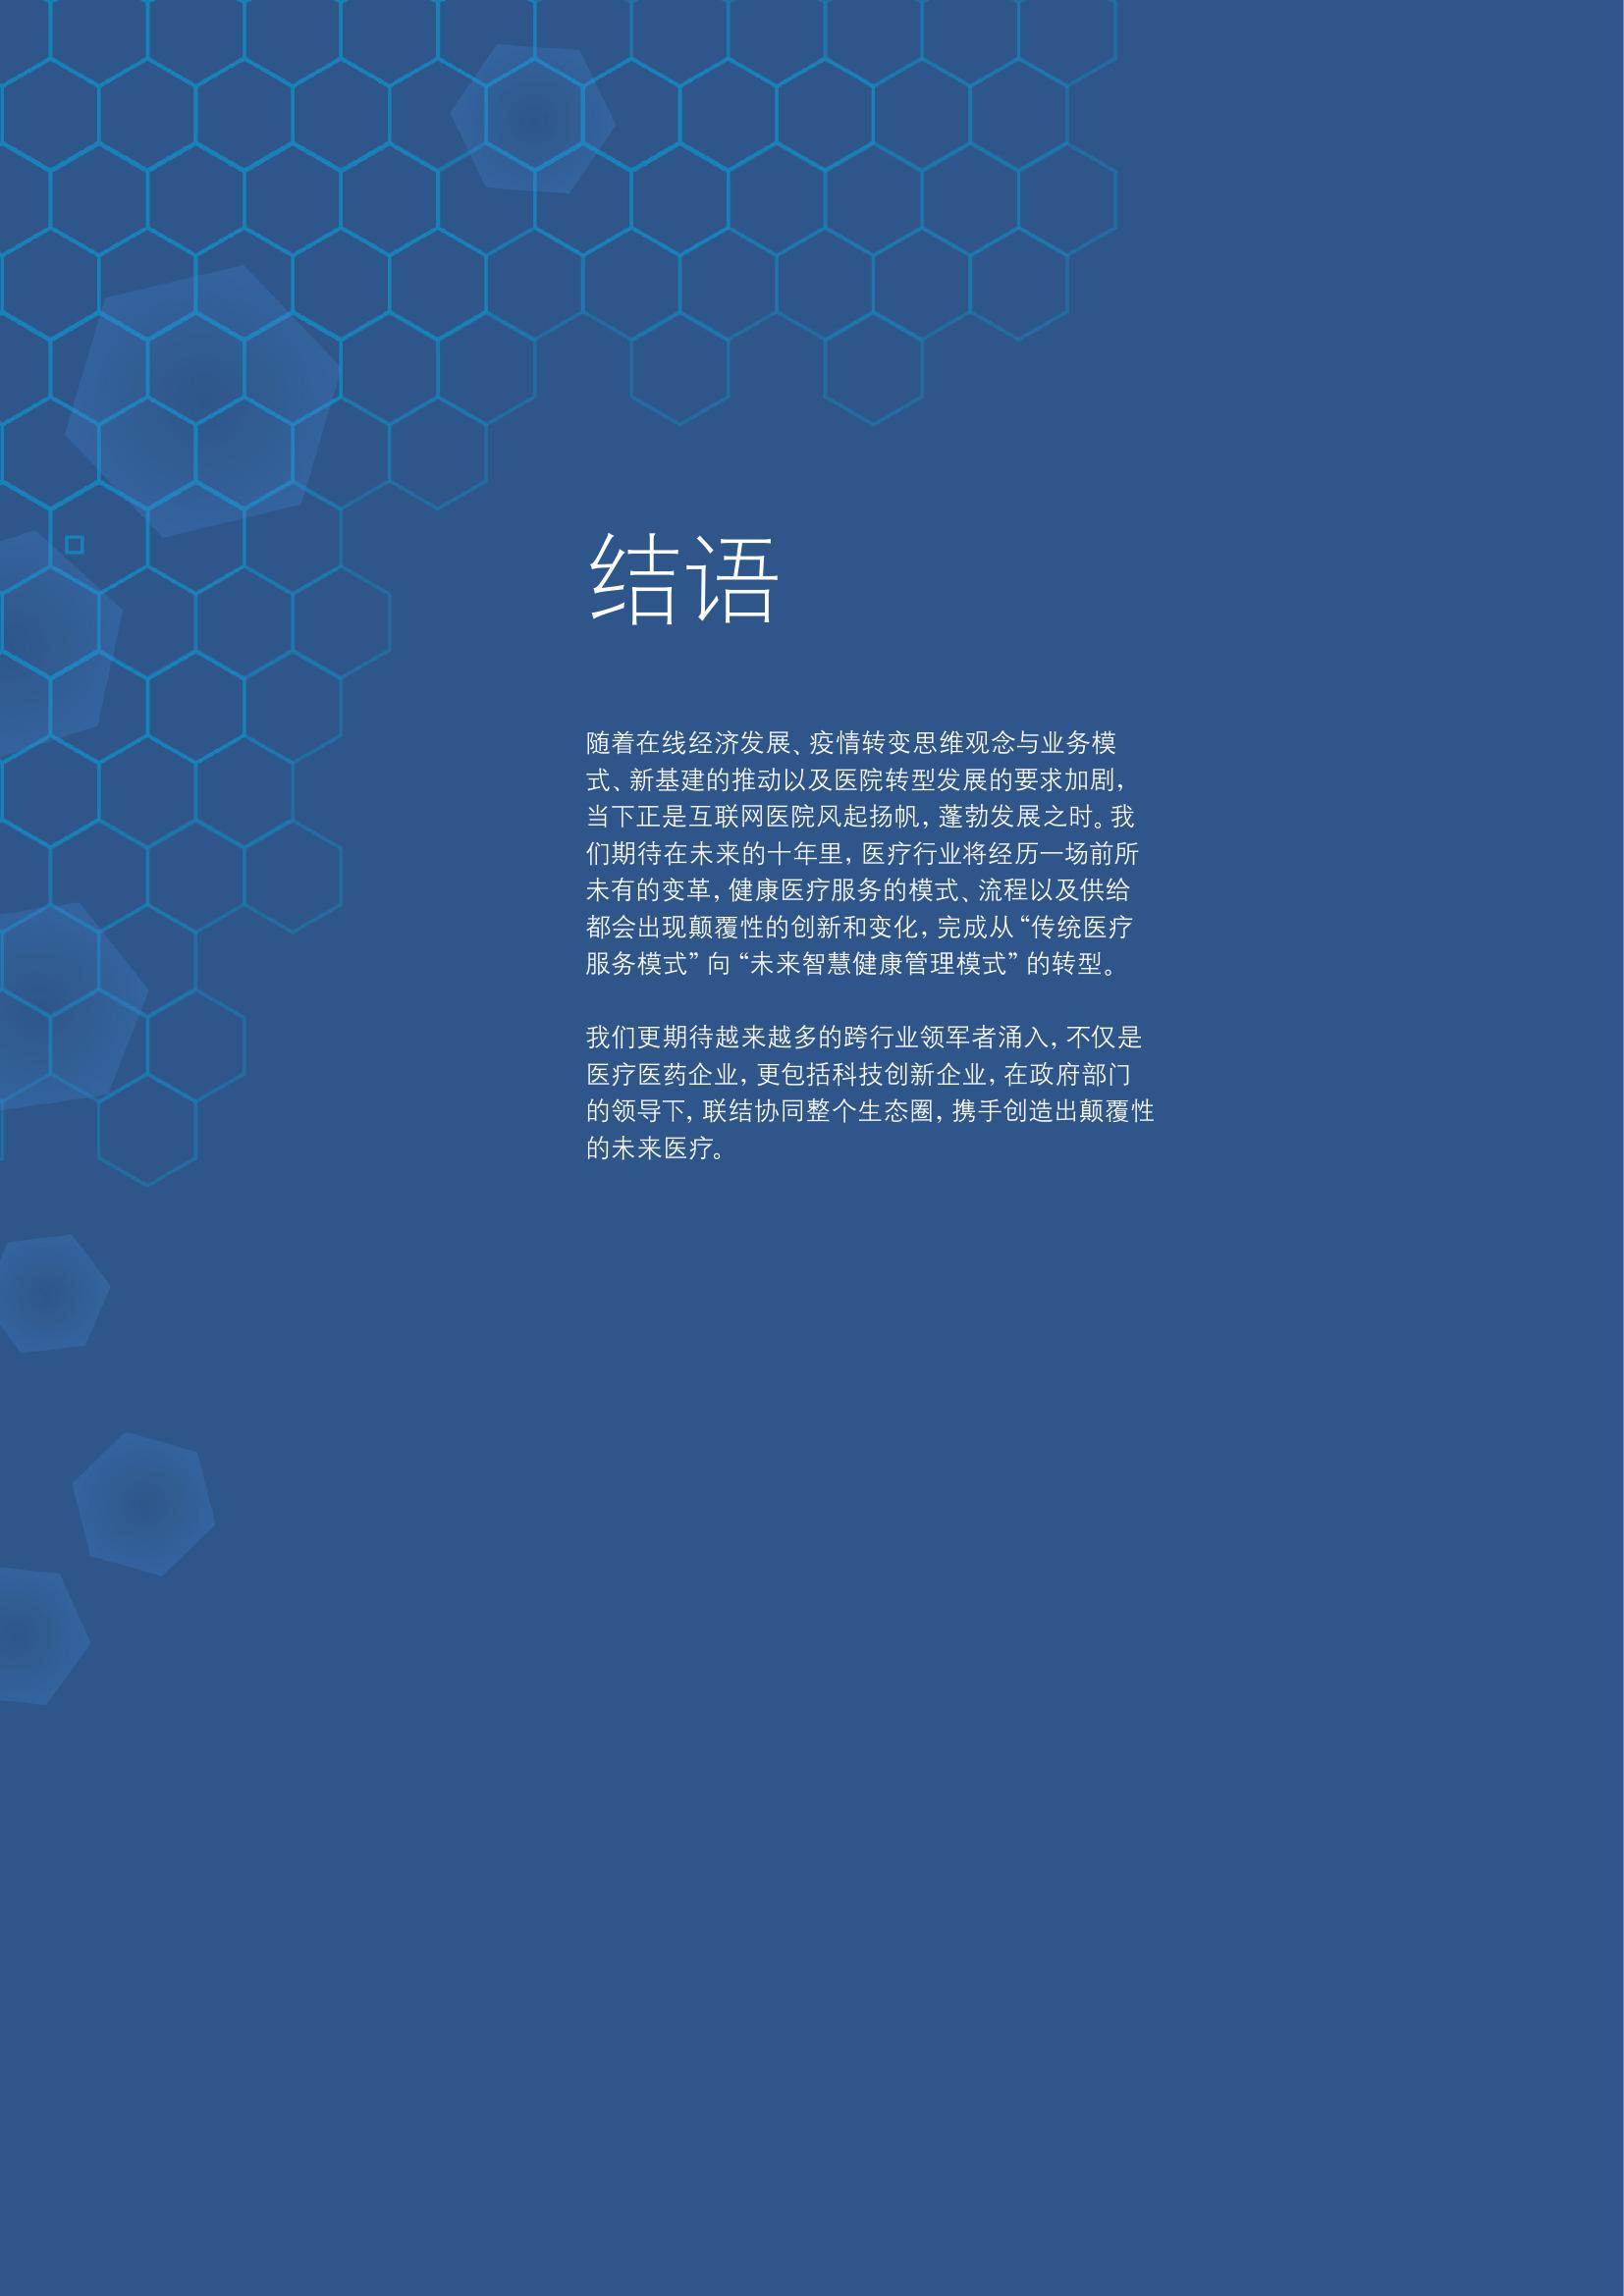 结语
随着在线经济发展、疫情转变思维观念与业务模
式、新基建的推动以及医院转型发展的要求加剧，
当下正是互联网医院风起扬帆，蓬勃发展之时。我
们期待在未来的十年里，医疗行业将经历一场前所
未有的变革，健康医疗服务的模式、流程以及供给
都会出现颠覆性的创新和变化，完成从“传统医疗
服务模式”向“未来智慧健康管理模式”的转型。
我们更期待越来越多的跨行业领军者涌入，不仅是
医疗医药企业，更包括科技创新企业，在政府部门
的领导下，联结协同整个生态圈，携手创造出颠覆性
的未来医疗。